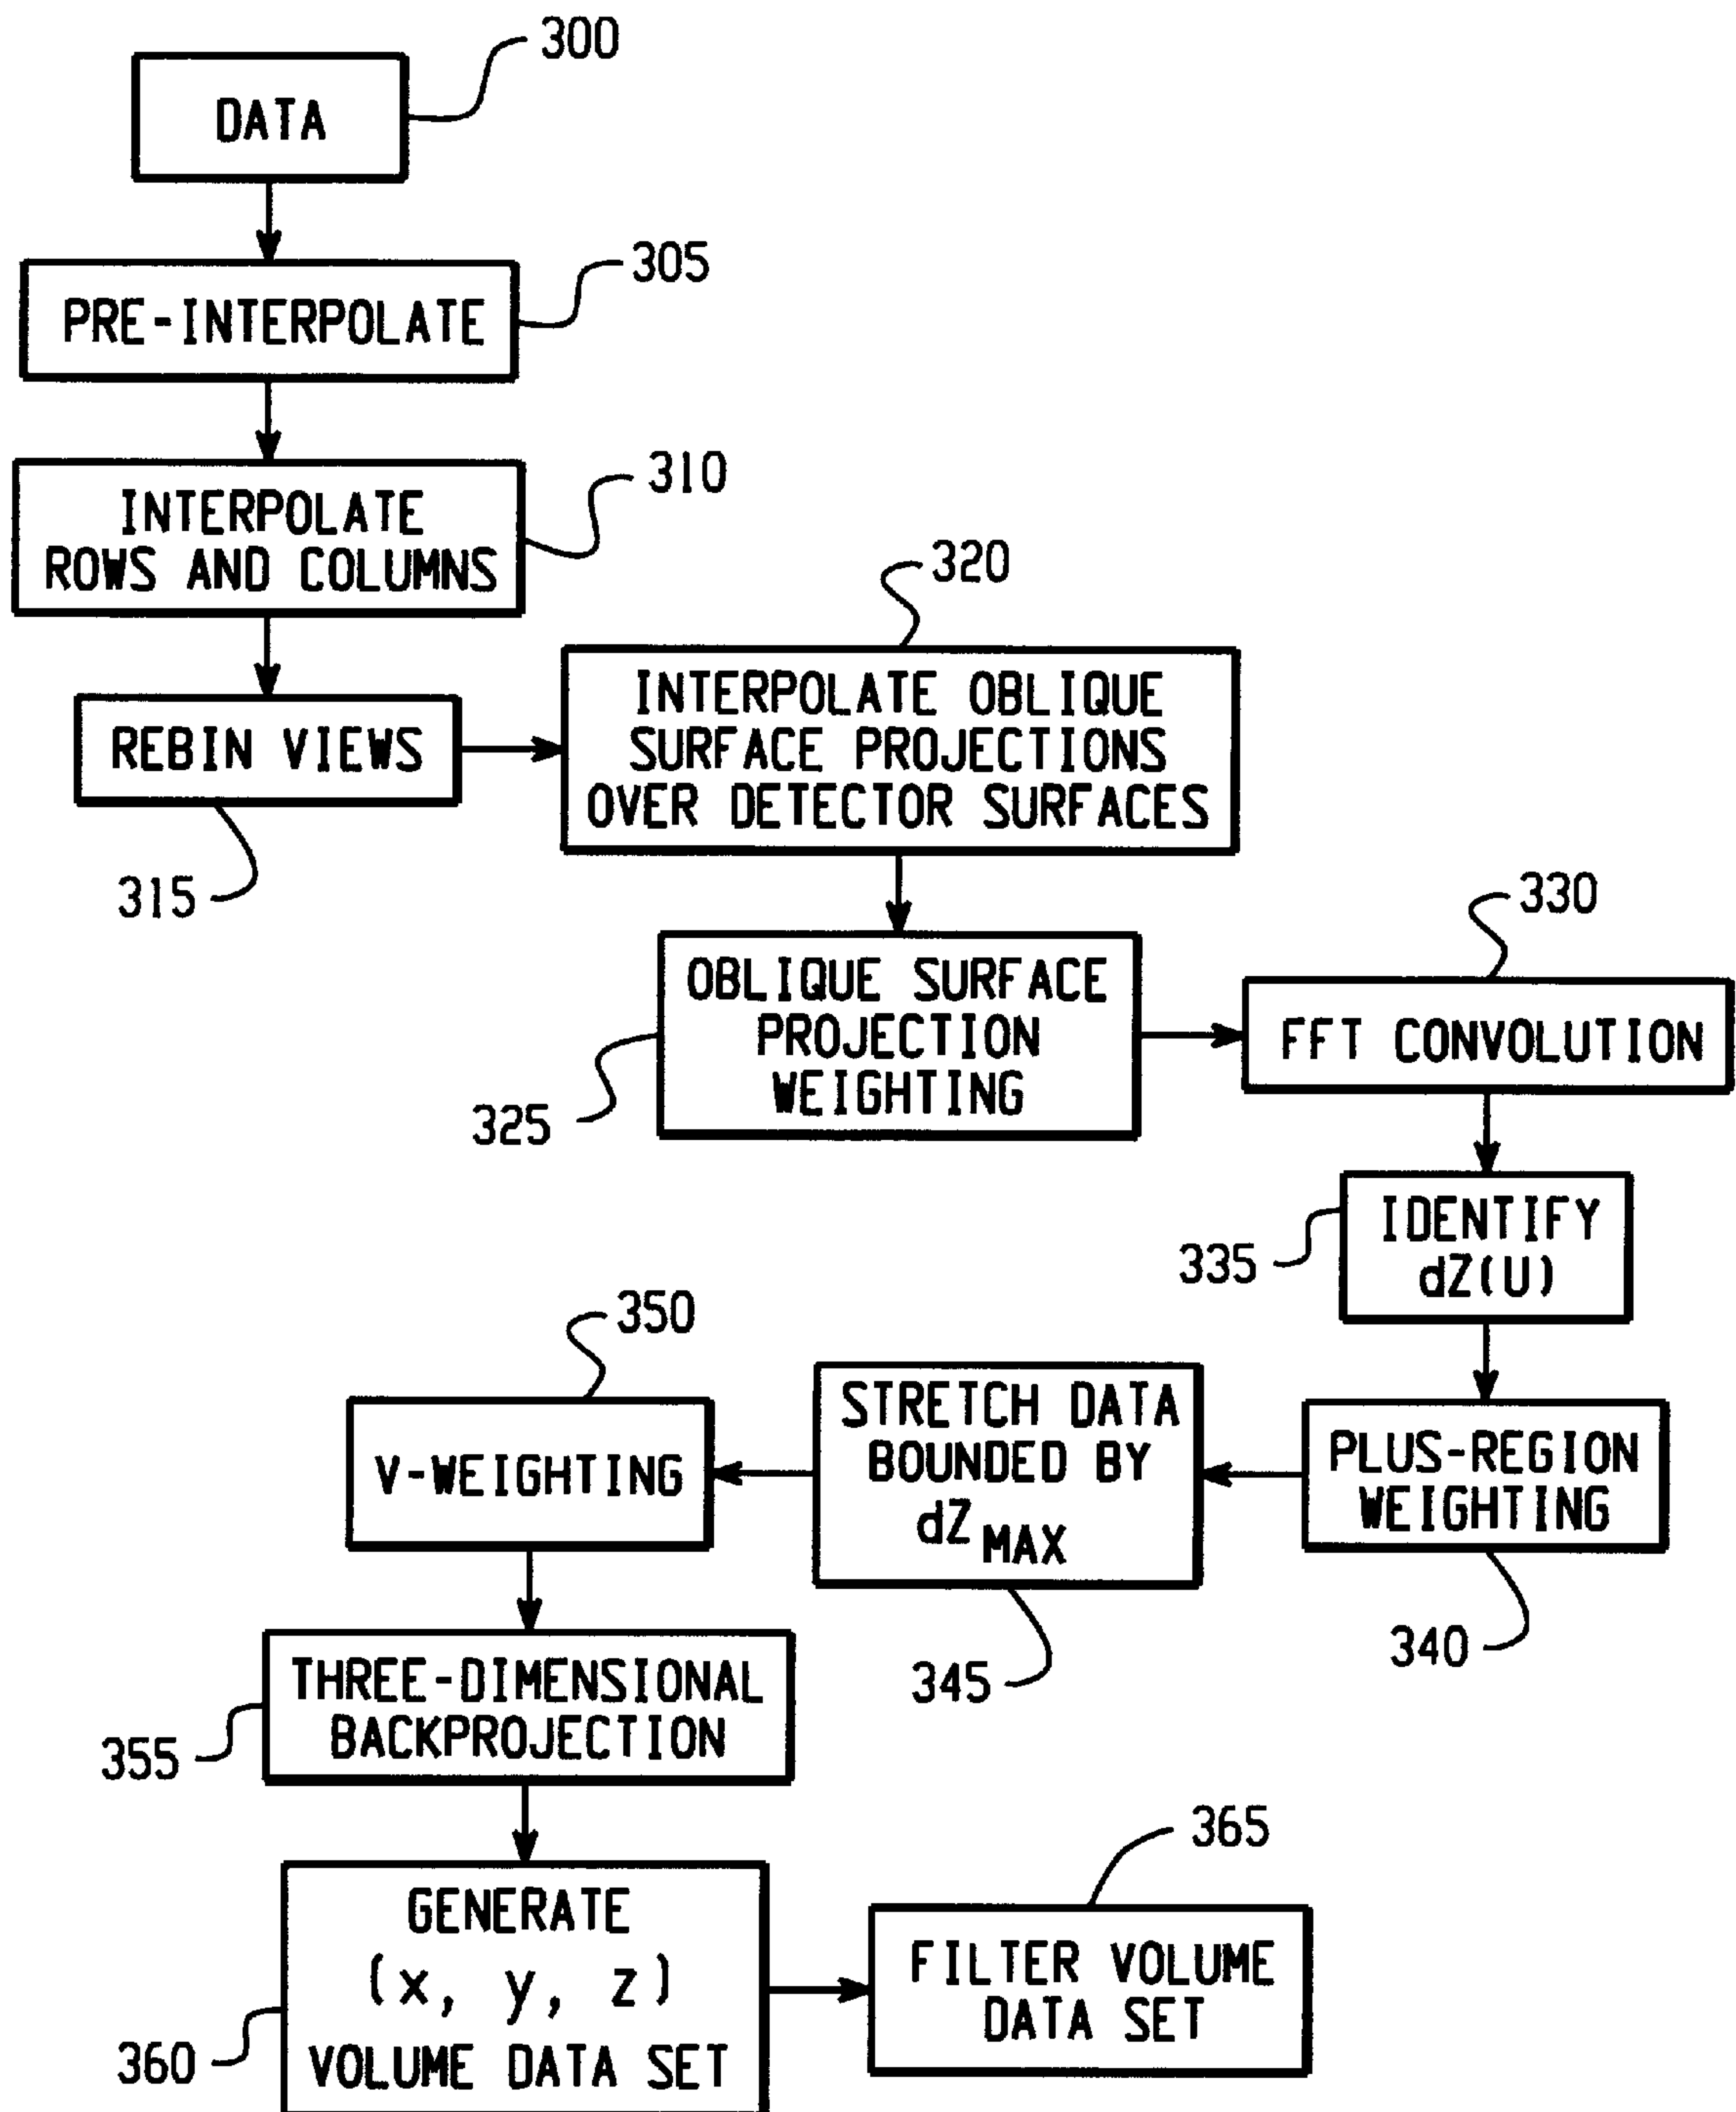 300
DATA
305
PRE-INTERPOLATE
310
INTERPOLATE
ROWS AND COLUMNS
315
REBIN VIEWS
320
INTERPOLATE OBLIQUE
SURFACE PROJECTIONS
OVER DETECTOR SURFACES
325
OBLIQUE SURFACE
PROJECTION
WEIGHTING
330
FFT CONVOLUTION
335
IDENTIFY
dZ(U)
340
PLUS-REGION
WEIGHTING
345
STRETCH DATA
BOUNDED BY
dZ MAX
350
V-WEIGHTING
355
THREE-DIMENSIONAL
BACKPROJECTION
360
GENERATE
(x, y, z)
VOLUME DATA SET
365
FILTER VOLUME
DATA SET